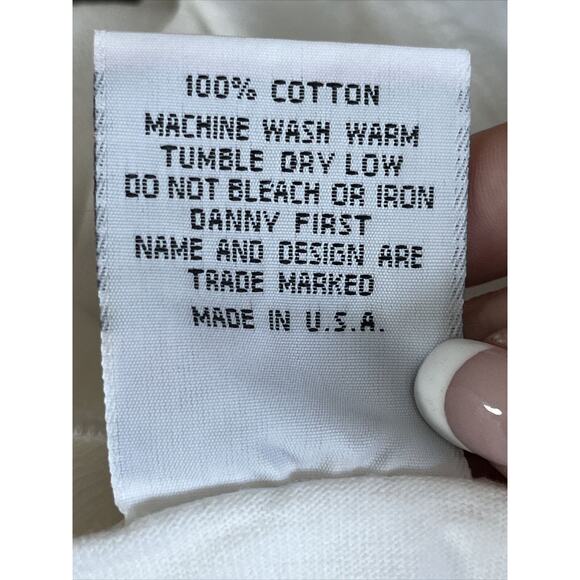 100% COTTON
MACHINE WASH WARM
TUMBLE DRY LOW
DO NOT BLEACH OR IRON
DANNY FIRST
NAME AND DESIGN ARE
TRADE MARKED
MADE IN U.S.A.